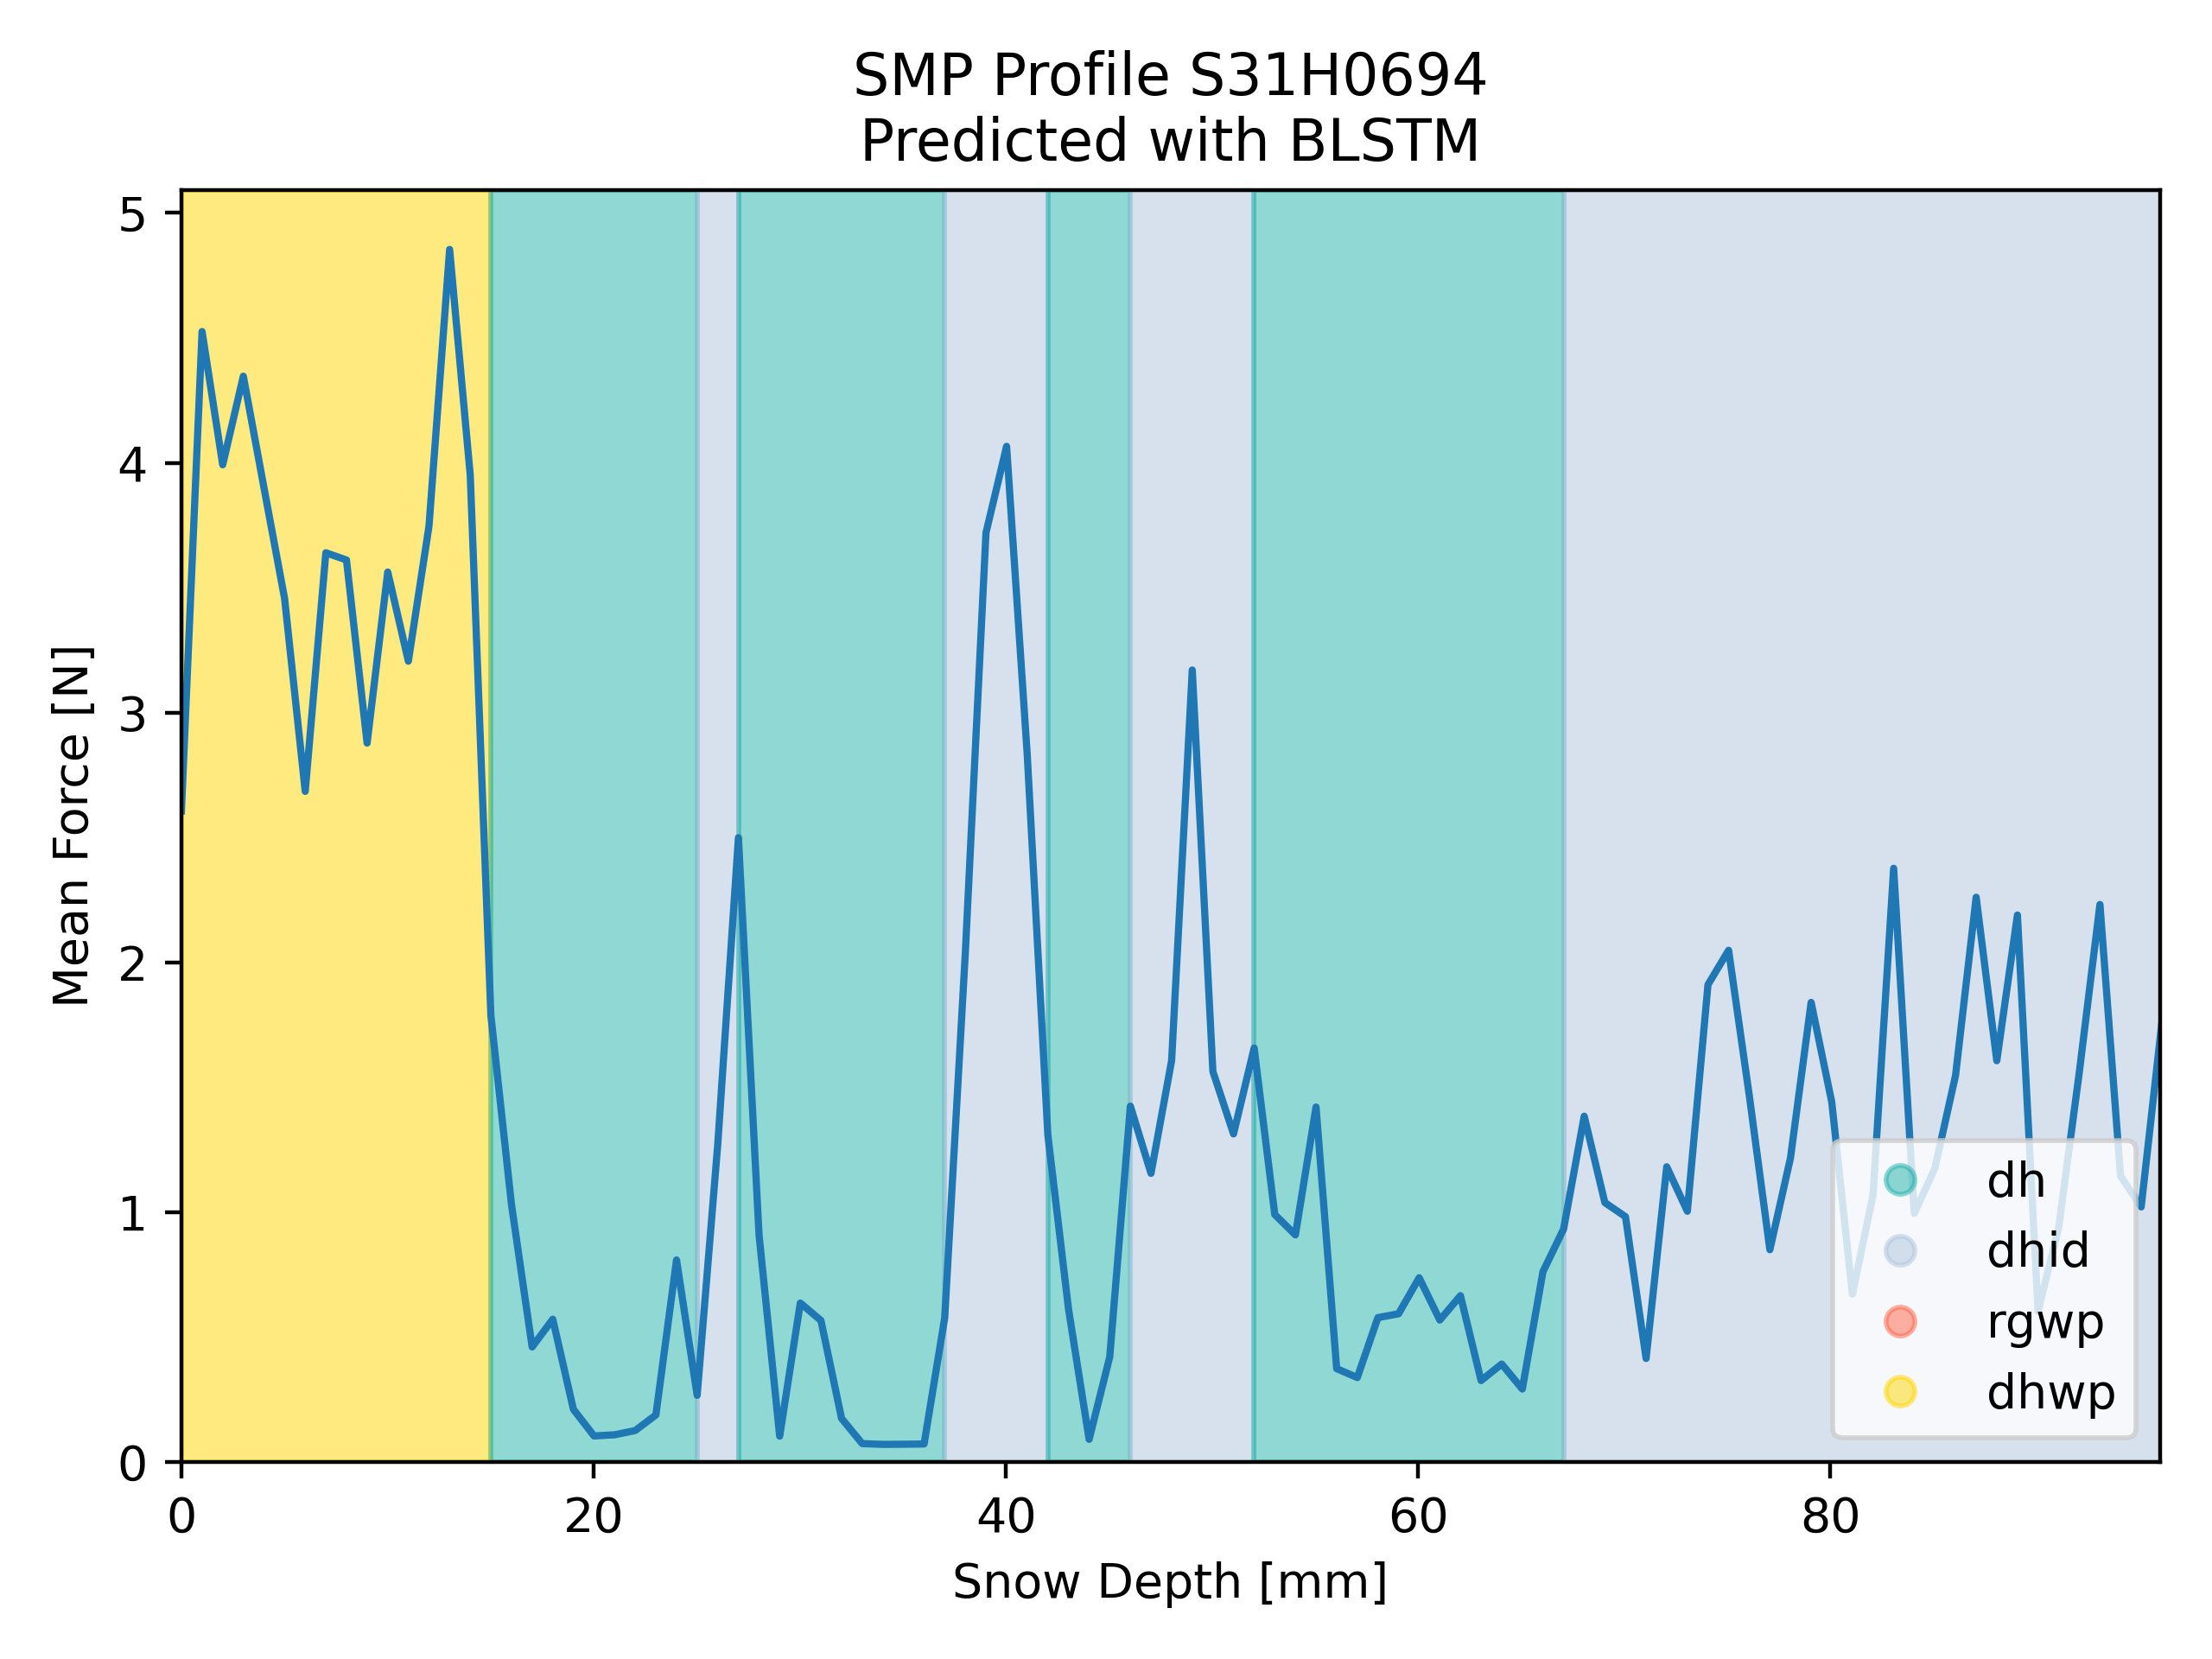 SMP Profile S31H0694
Predicted with BLSTM
Mean Force [N]
5
4
3
2
1
0
0 20 40 60 80
Snow Depth [mm]
dh
dhid
rgwp
dhwp